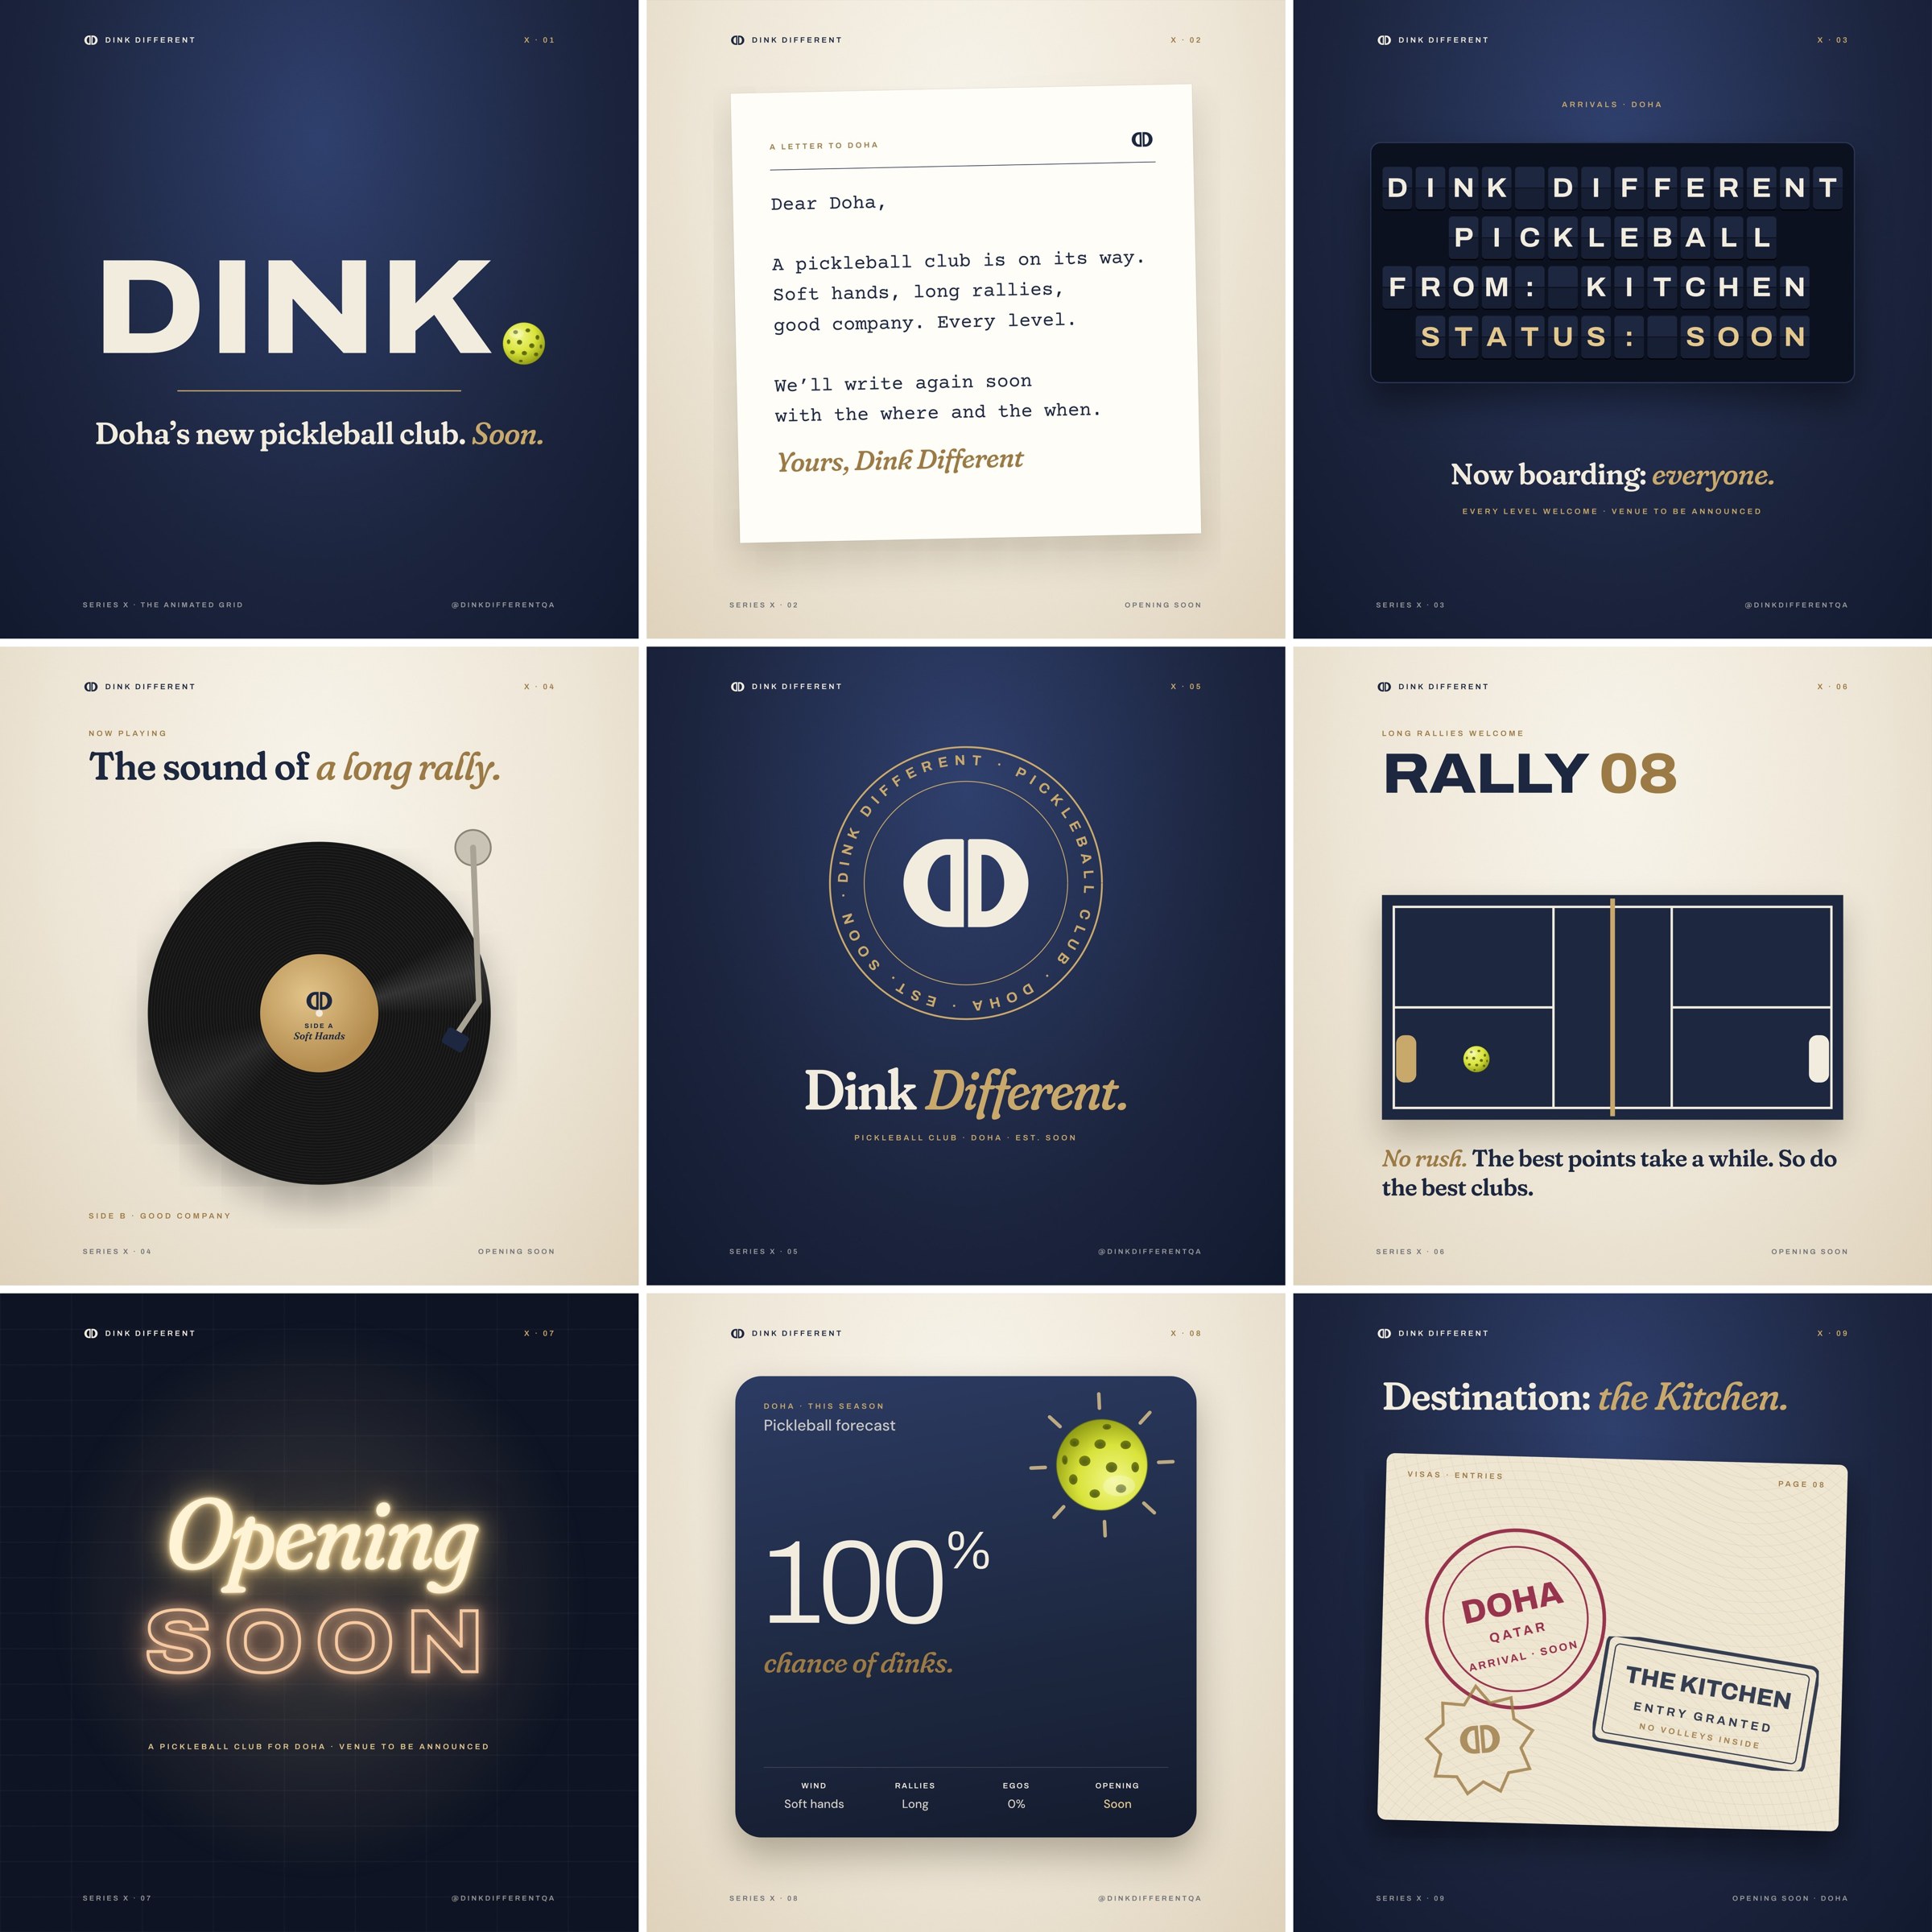 DINK DIFFERENT
X · 01
DINK.
Doha’s new pickleball club. Soon.
SERIES X · THE ANIMATED GRID
@DINKDIFFERENTQA
DINK DIFFERENT
X · 02
A LETTER TO DOHA
Dear Doha,
A pickleball club is on its way.
Soft hands, long rallies,
good company. Every level.
We’ll write again soon
with the where and the when.
Yours, Dink Different
SERIES X · 02
OPENING SOON
DINK DIFFERENT
X · 03
ARRIVALS · DOHA
DINK DIFFERENT
PICKLEBALL
FROM: KITCHEN
STATUS: SOON
Now boarding: everyone.
EVERY LEVEL WELCOME · VENUE TO BE ANNOUNCED
SERIES X · 03
@DINKDIFFERENTQA
DINK DIFFERENT
X · 04
NOW PLAYING
The sound of a long rally.
SIDE A
Soft Hands
SIDE B · GOOD COMPANY
SERIES X · 04
OPENING SOON
DINK DIFFERENT
X · 05
DINK DIFFERENT · PICKLEBALL CLUB · DOHA · EST. SOON ·
Dink Different.
PICKLEBALL CLUB · DOHA · EST. SOON
SERIES X · 05
@DINKDIFFERENTQA
DINK DIFFERENT
X · 06
LONG RALLIES WELCOME
RALLY 08
No rush. The best points take a while. So do
the best clubs.
SERIES X · 06
OPENING SOON
DINK DIFFERENT
X · 07
Opening
SOON
A PICKLEBALL CLUB FOR DOHA · VENUE TO BE ANNOUNCED
SERIES X · 07
@DINKDIFFERENTQA
DINK DIFFERENT
X · 08
DOHA · THIS SEASON
Pickleball forecast
100%
chance of dinks.
WIND
RALLIES
EGOS
OPENING
Soft hands
Long
0%
Soon
SERIES X · 08
@DINKDIFFERENTQA
DINK DIFFERENT
X · 09
Destination: the Kitchen.
VISAS · ENTRIES
PAGE 08
DOHA
QATAR
ARRIVAL · SOON
THE KITCHEN
ENTRY GRANTED
NO VOLLEYS INSIDE
SERIES X · 09
OPENING SOON · DOHA